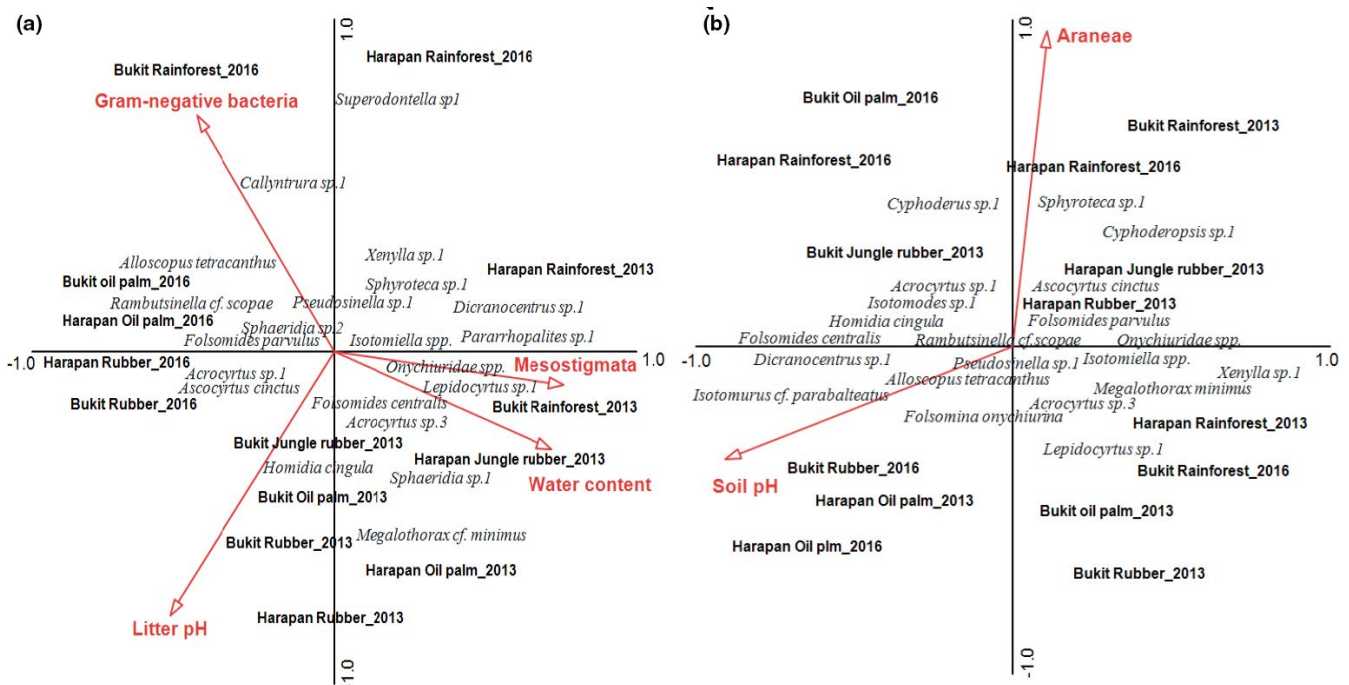 (a)
1.0
Harapan Rainforest_2016
Bukit Rainforest_2016
Gram-negative bacteria
Superodontella sp1
Callyntrura sp.1
Xenylla sp.1
Alloscopus tetracanthus
Harapan Rainforest_2013
Bukit oil palm_2016
Sphyroteca sp.1
Rambutsinella cf. scopae
Pseudosinella sp.1
Dicranocentrus sp.1
Harapan Oil palm_2016
Sphaeridia sp.2
Folsomides parvulus
Isotomiella spp.
Pararrhopalites sp.1
-1.0
1.0
Harapan Rubber_2016
Onychiuridae spp.
Mesostigmata
Acrocyrtus sp.1
Ascocyrtus cinctus
Lepidocyrtus sp.1
Bukit Rubber_2016
Folsomides centralis
Bukit Rainforest_2013
Acrocyrtus sp.3
Bukit Jungle rubber_2013
Harapan Jungle rubber_2013
Homidia cingula
Sphaeridia sp.1
Water content
Bukit Oil palm_2013
Bukit Rubber_2013
Megalothorax cf. minimus
Harapan Oil palm_2013
Harapan Rubber_2013
Litter pH
-1.0
(b)
1.0
Araneae
Bukit Oil palm_2016
Bukit Rainforest_2013
Harapan Rainforest_2016
Harapan Rainforest_2016
Cyphoderus sp.1
Sphyroteca sp.1
Cyphoderopsis sp.1
Bukit Jungle rubber_2013
Harapan Jungle rubber_2013
Acrocyrtus sp.1
Ascocyrtus cinctus
Isotomodes sp.1
Harapan Rubber_2013
Homidia cingula
Folsomides parvulus
Folsomides centralis
Rambutsinella cf.scopae
Onychiuridae spp.
-1.0
1.0
Dicranocentrus sp.1
Pseudosinella sp.1
Isotomiella spp.
Xenylla sp.1
Alloscopus tetracanthus
Megalothorax minimus
Isotomurus cf. parabalteatus
Acrocyrtus sp.3
Folsomina onychiurina
Harapan Rainforest_2013
Lepidocyrtus sp.1
Bukit Rubber_2016
Bukit Rainforest_2016
Soil pH
Harapan Oil palm_2013
Bukit oil palm_2013
Harapan Oil plm_2016
Bukit Rubber_2013
-1.0